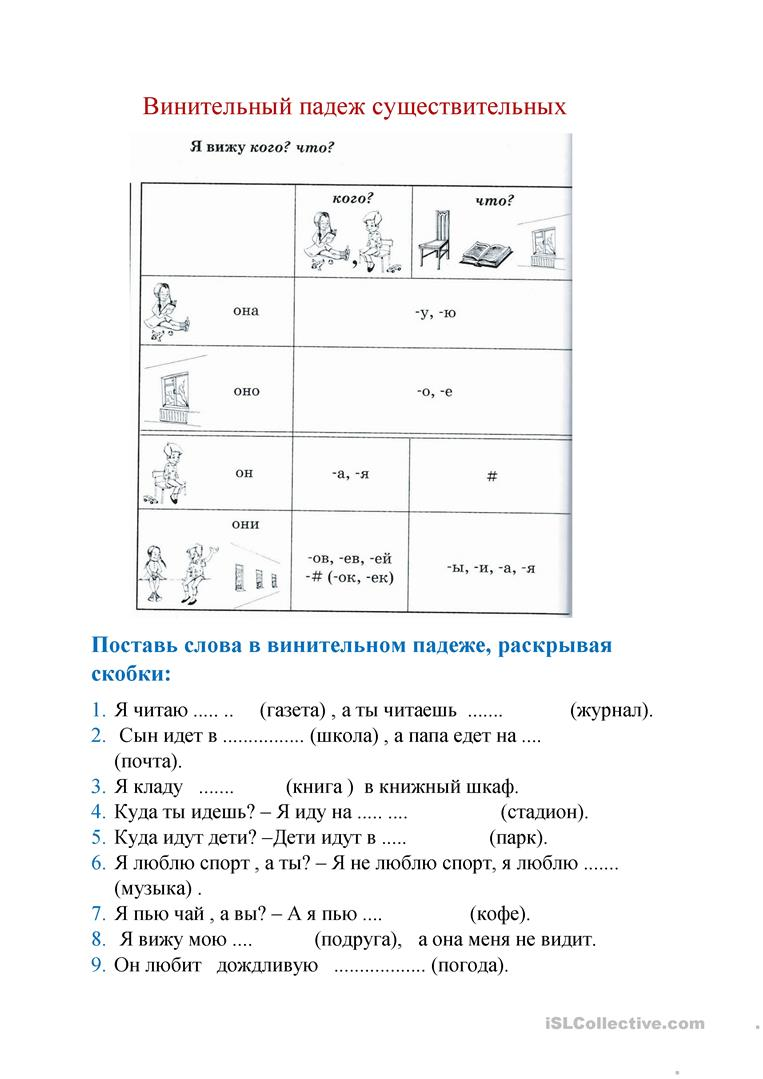 Винительный падеж существительных
Я вижу кого? что?
кого? что?
она -у, -ю
оно -о, -е
он -а, -я #
они
-ов, -ев, -ей
-# (-ок, -ек)
-ы, -и, -а, -я
Поставь слова в винительном падеже, раскрывая
скобки:
1. Я читаю ..... .. (газета) , а ты читаешь ....... (журнал).
2. Сын идет в ................ (школа) , а папа едет на ....
(почта).
3. Я кладу ....... (книга ) в книжный шкаф.
4. Куда ты идешь? – Я иду на ..... .... (стадион).
5. Куда идут дети? –Дети идут в ..... (парк).
6. Я люблю спорт , а ты? – Я не люблю спорт, я люблю .......
(музыка) .
7. Я пью чай , а вы? – А я пью .... (кофе).
8. Я вижу мою .... (подруга), а она меня не видит.
9. Он любит дождливую .................. (погода).
iSLCollective.com